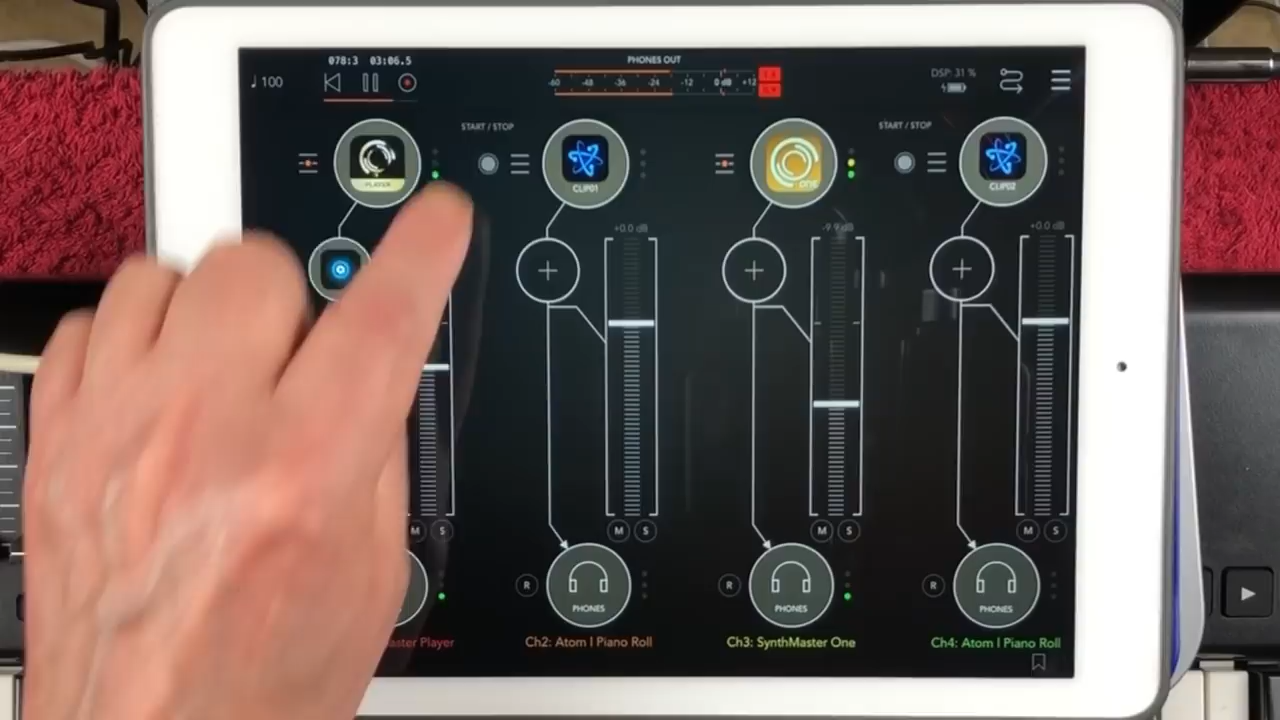 078:3 03:06.5
♩ 100
PHONES OUT
-60 -48 -36 -24 -12 0 dB +12
DSP: 31 %
START / STOP
START / STOP
PLAYER
CLIP01
ONE
CLIP02
+0.0 dB
-9.9 dB
+0.0 dB
M S
M S
M S
M S
R
PHONES
R
PHONES
R
PHONES
aster Player
Ch2: Atom | Piano Roll
Ch3: SynthMaster One
Ch4: Atom | Piano Roll